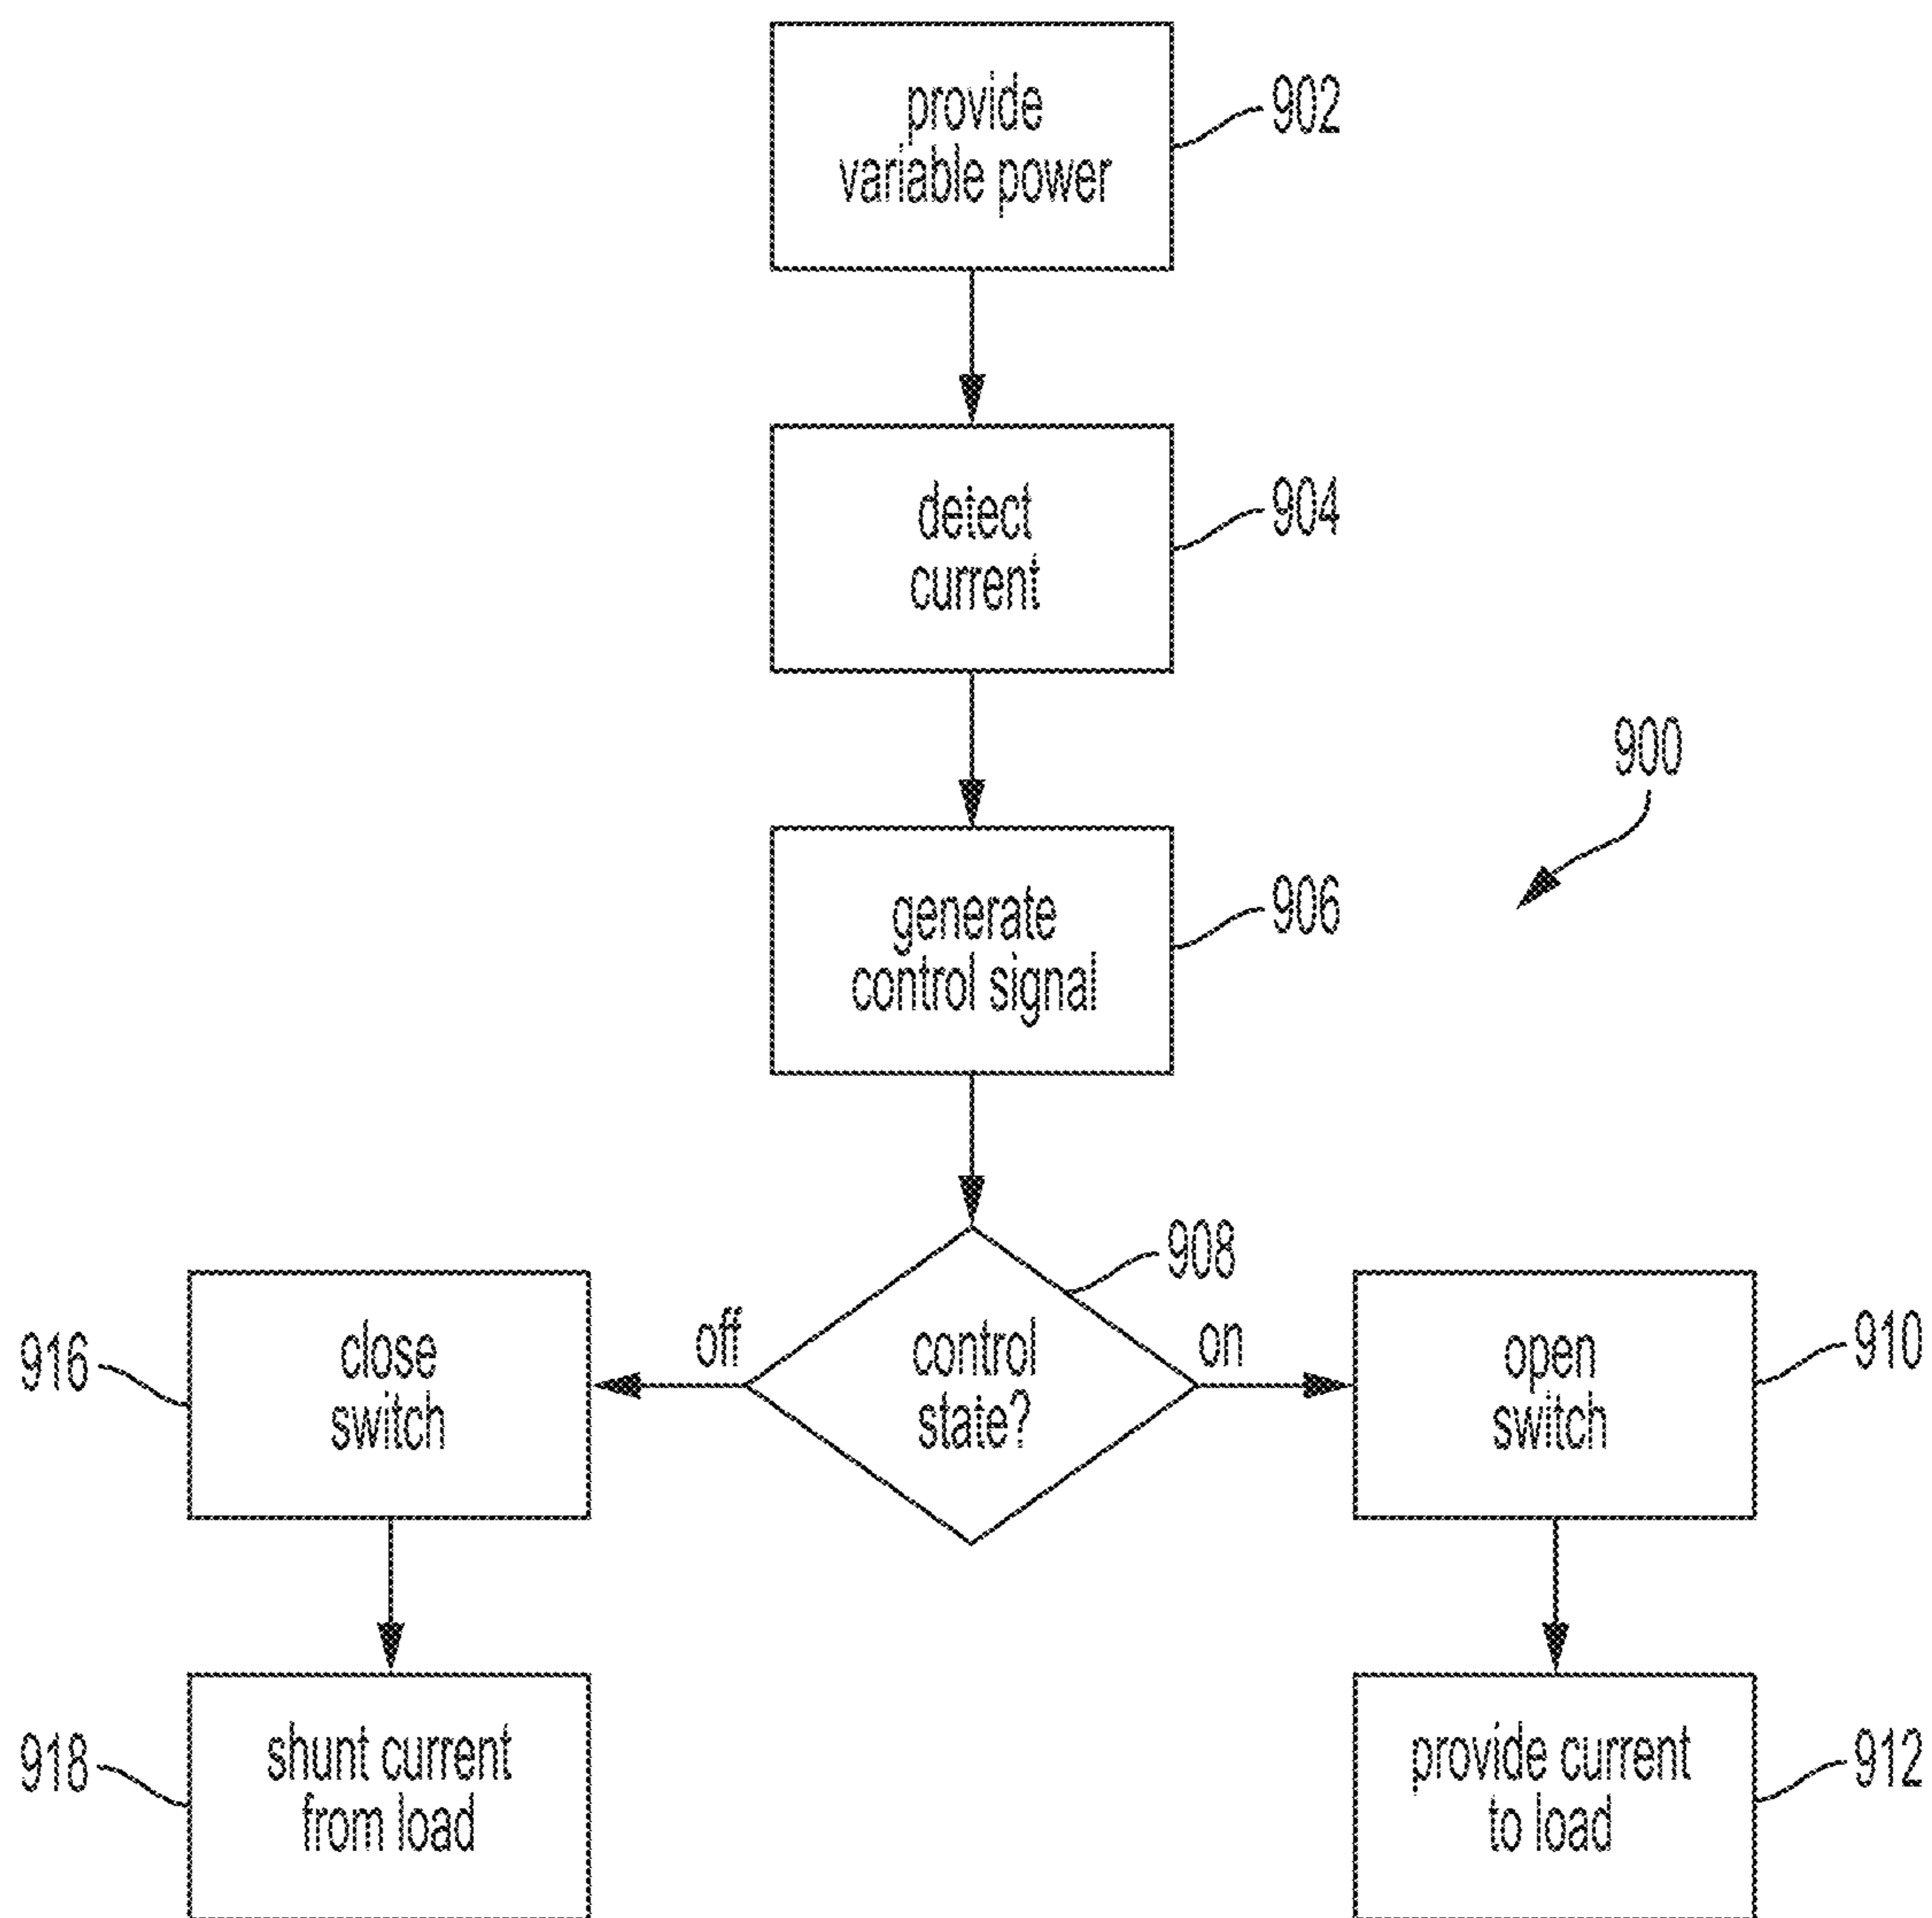 provide
variable power
902
detect
current
904
900
generate
control signal
906
908
916
close
switch
off
control
state?
on
open
switch
910
918
shunt current
from load
provide current
to load
912